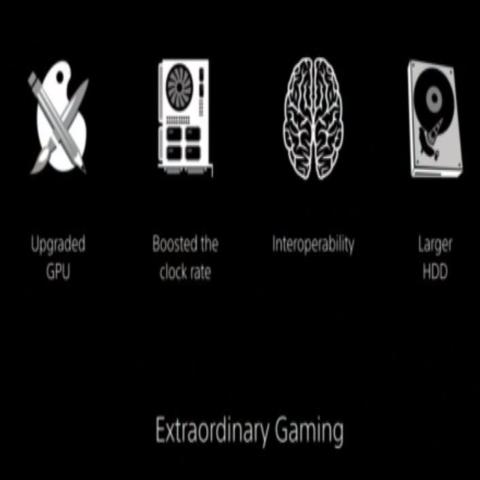 Upgraded
GPU
Boosted the
clock rate
Interoperability
Larger
HDD
Extraordinary Gaming